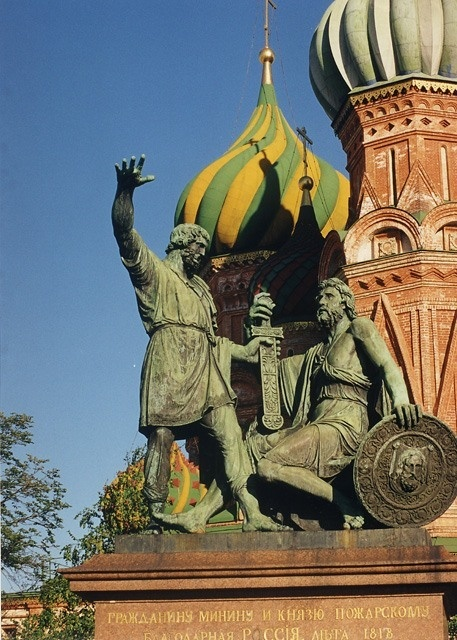 ГРАЖДАНИНУ МИНИНУ И КНЯЗЮ ПОЖАРСКОМУ
БЛАГОДАРНАЯ РОССІЯ. ЛѢТА 1818